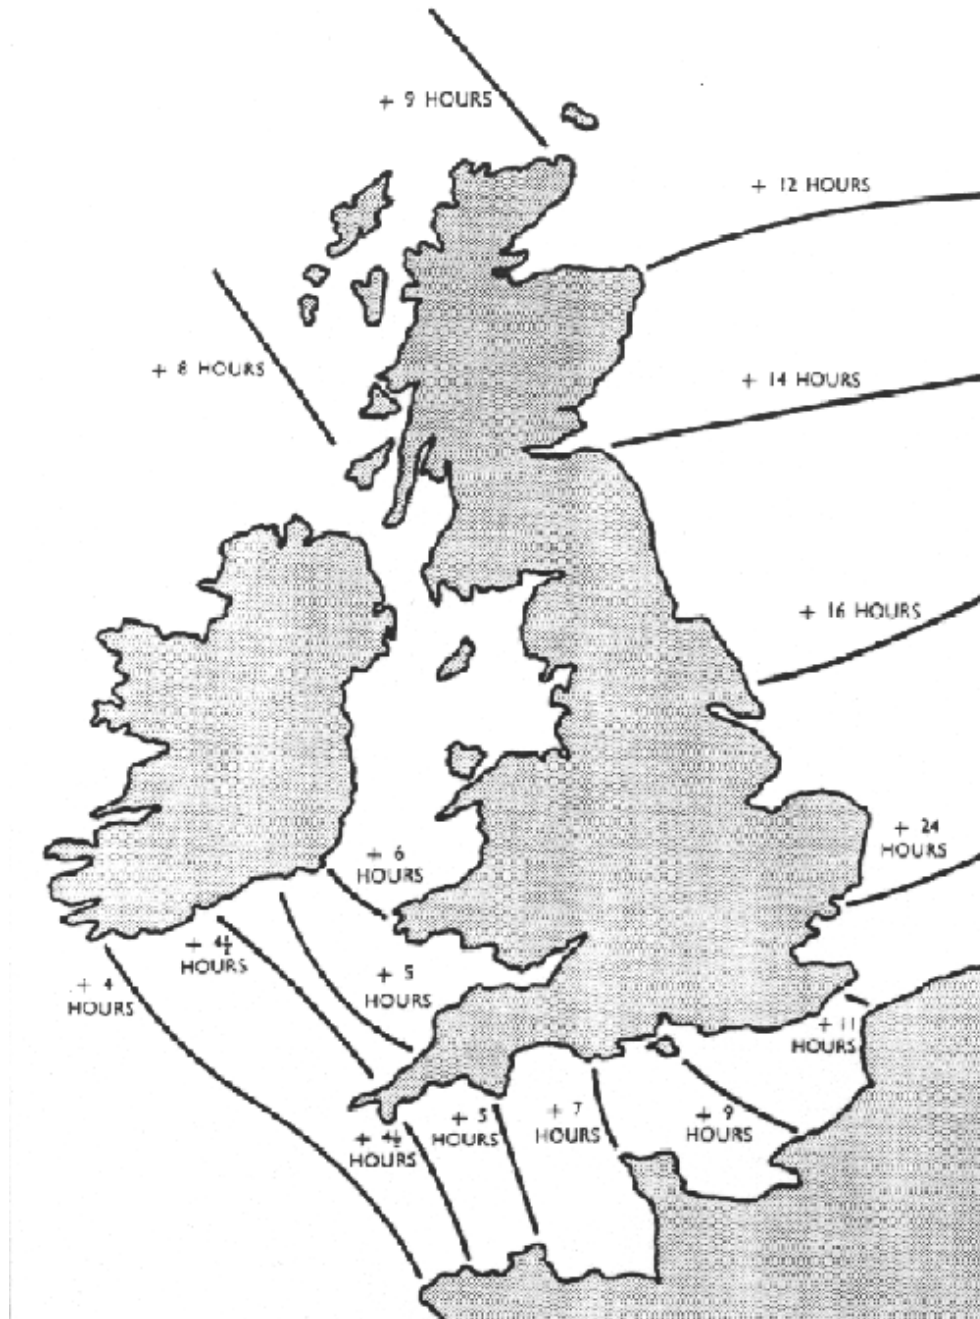 + 9 HOURS
+ 12 HOURS
+ 8 HOURS
+ 14 HOURS
+ 16 HOURS
+ 24
HOURS
+ 6
HOURS
+ 4½
HOURS
+ 5
HOURS
+ 4
HOURS
+ 11
HOURS
+ 4½
HOURS
+ 5
HOURS
+ 7
HOURS
+ 9
HOURS